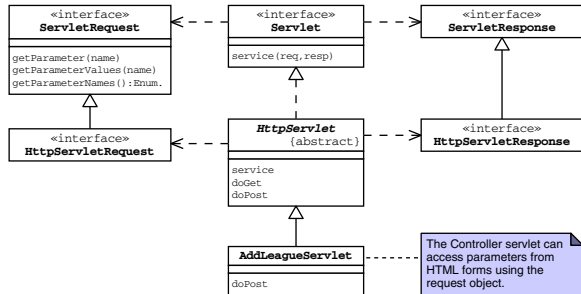 «interface»
ServletRequest
getParameter(name)
getParameterValues(name)
getParameterNames():Enum.
«interface»
Servlet
service(req,resp)
«interface»
ServletResponse
«interface»
HttpServletRequest
HttpServlet
{abstract}
service
doGet
doPost
«interface»
HttpServletResponse
AddLeagueServlet
doPost
The Controller servlet can
access parameters from
HTML forms using the
request object.